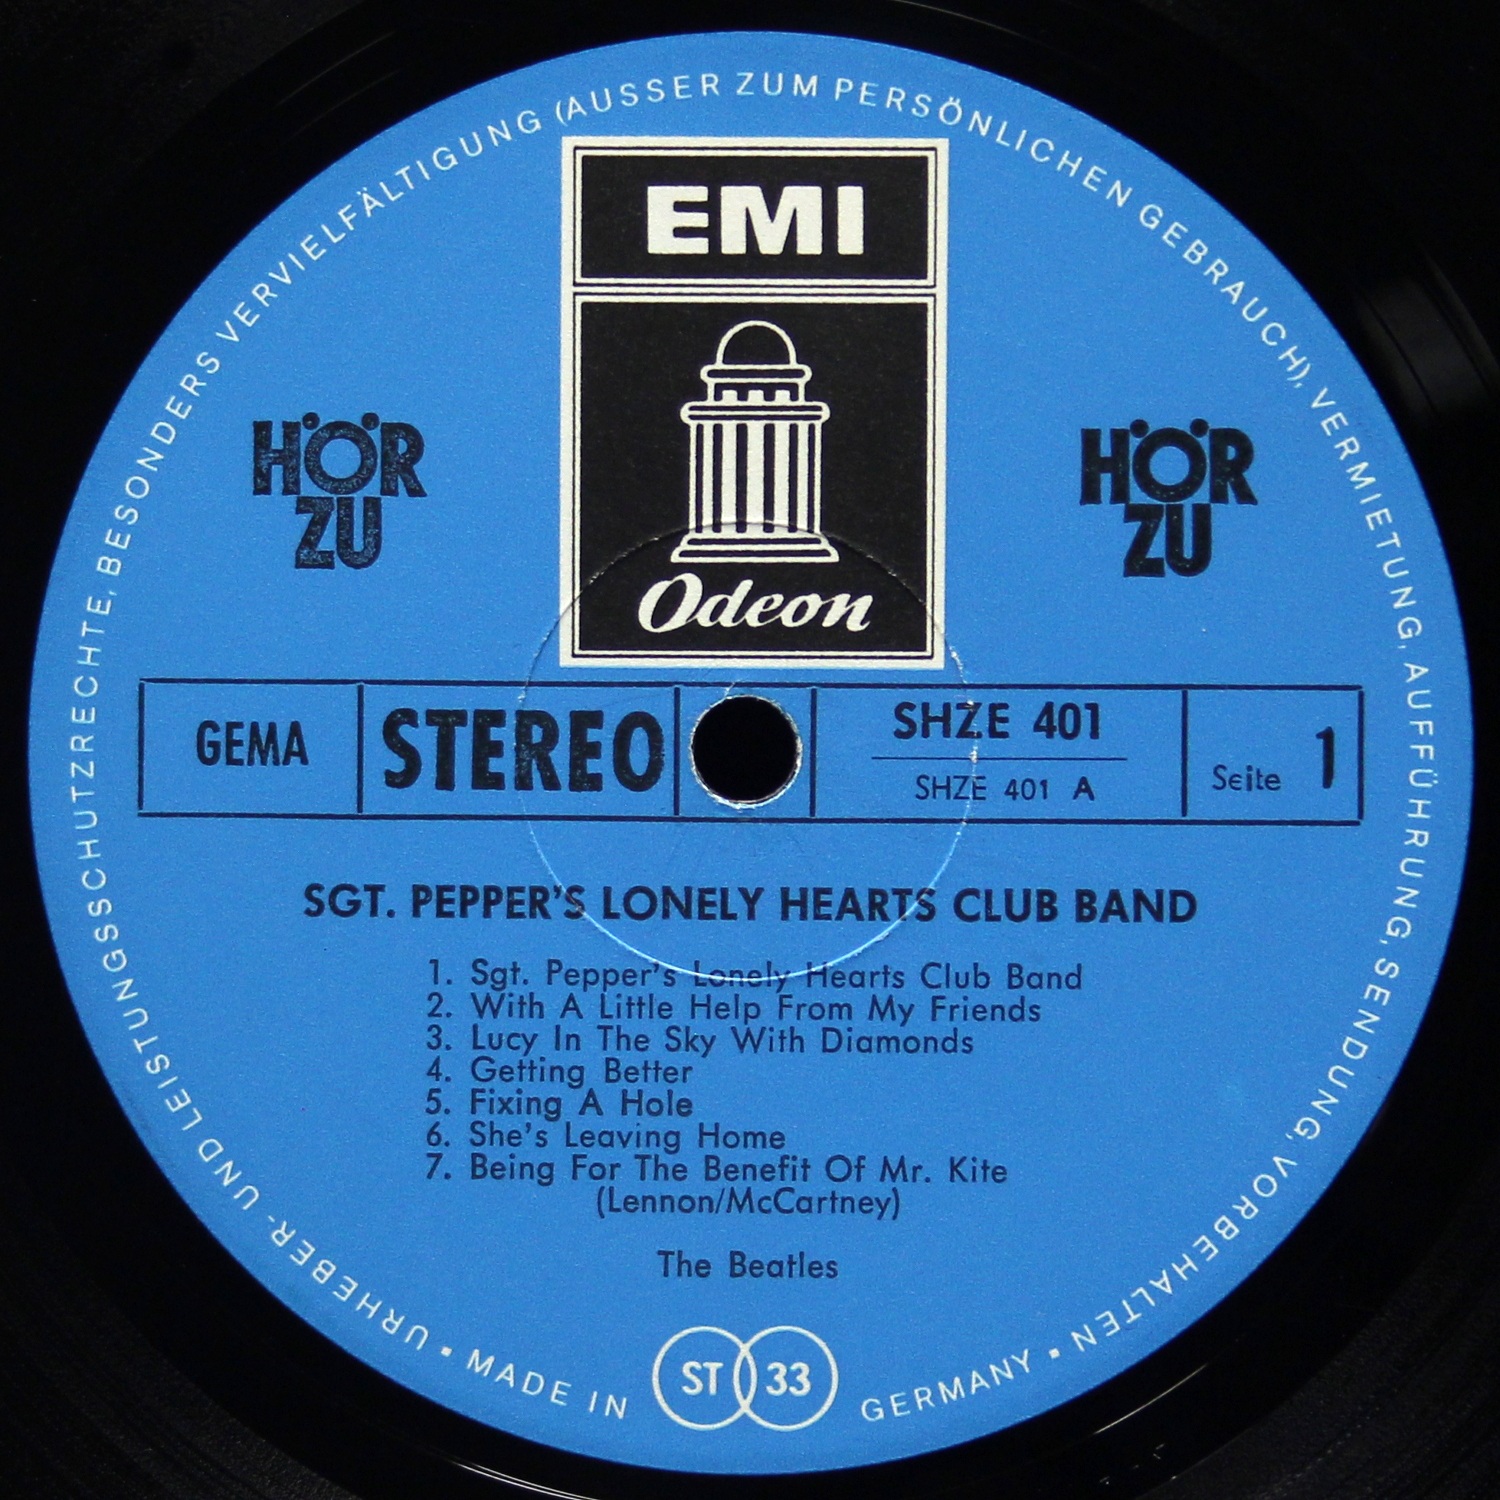 URHEBER- UND LEISTUNGSSCHUTZRECHTE, BESONDERS VERVIELFÄLTIGUNG (AUSSER ZUM PERSÖNLICHEN GEBRAUCH), VERMIETUNG, AUFFÜHRUNG, SENDUNG, VORBEHALTEN ▪
EMI
Odeon
HÖR
ZU
HÖR
ZU
GEMA
STEREO
SHZE 401
SHZE 401 A
Seite 1
SGT. PEPPER'S LONELY HEARTS CLUB BAND
1. Sgt. Pepper's Lonely Hearts Club Band
2. With A Little Help From My Friends
3. Lucy In The Sky With Diamonds
4. Getting Better
5. Fixing A Hole
6. She's Leaving Home
7. Being For The Benefit Of Mr. Kite
(Lennon/McCartney)
The Beatles
▪ MADE IN ST 33 GERMANY